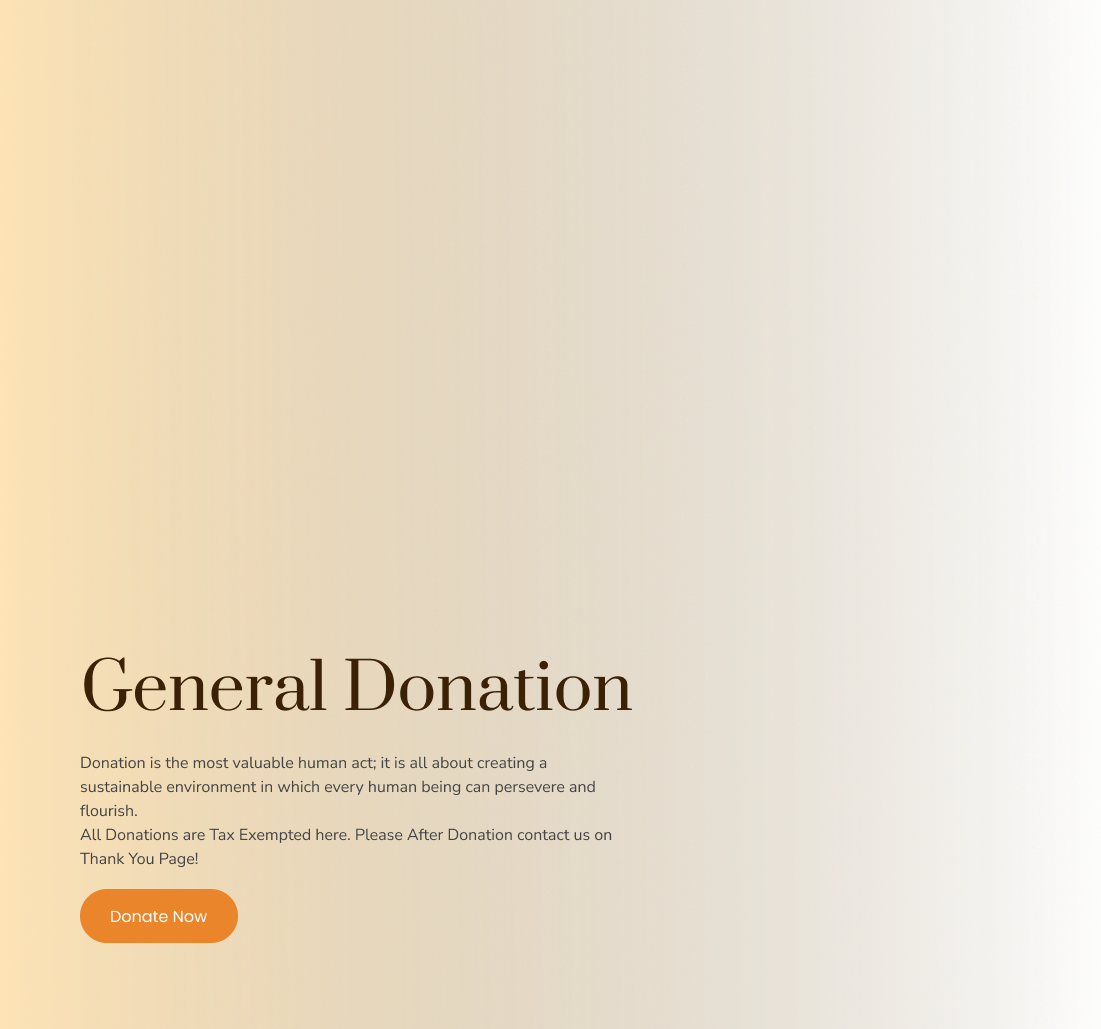 General Donation
Donation is the most valuable human act; it is all about creating a
sustainable environment in which every human being can persevere and
flourish.
All Donations are Tax Exempted here. Please After Donation contact us on
Thank You Page!
Donate Now